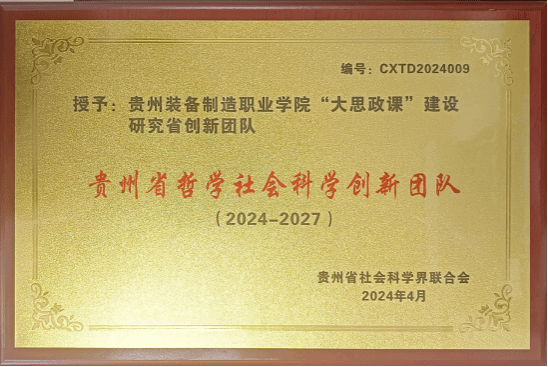 编号：CXTD2024009
授予：贵州装备制造职业学院“大思政课”建设
研究省创新团队
贵州省哲学社会科学创新团队
（2024-2027）
贵州省社会科学界联合会
2024年4月